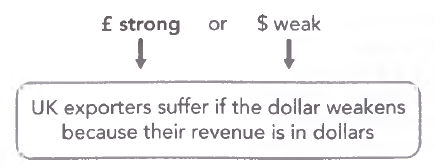 £ strong or $ weak
UK exporters suffer if the dollar weakens
because their revenue is in dollars